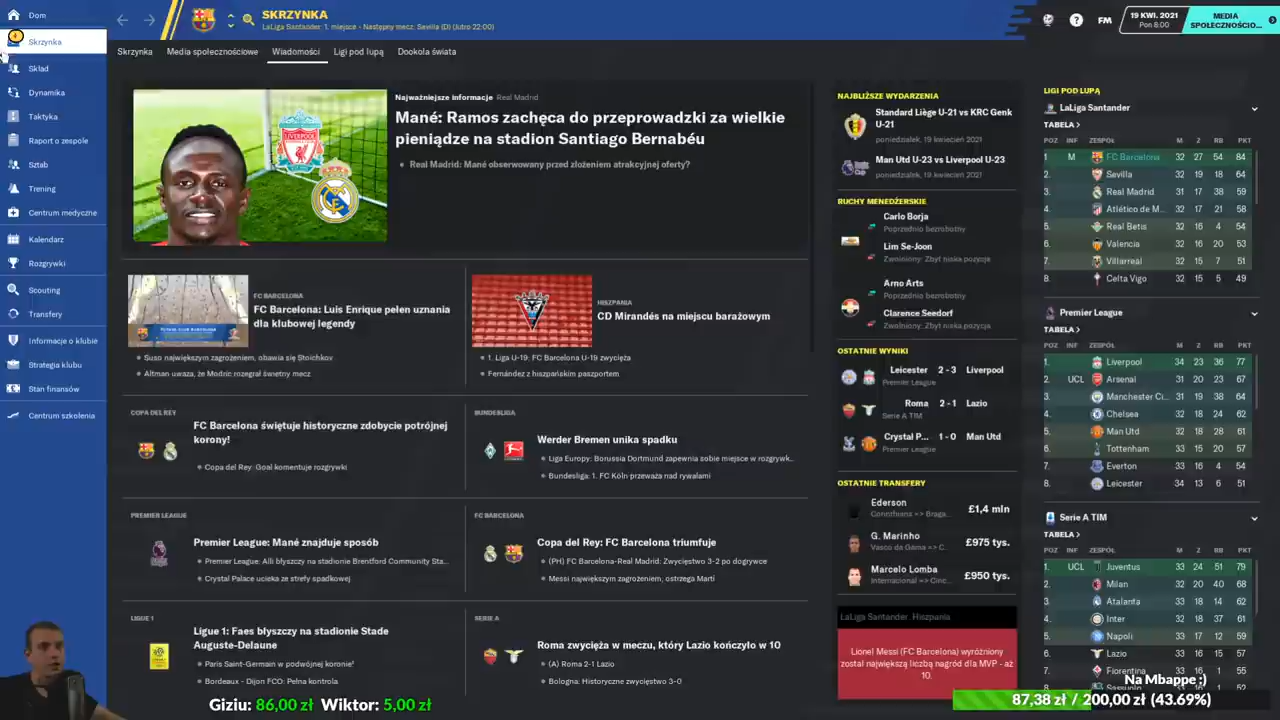 Dom
Skrzynka
Skład
Dynamika
Taktyka
Raport o zespole
Sztab
Trening
Centrum medyczne
Kalendarz
Rozgrywki
Scouting
Transfery
Informacje o klubie
Strategia klubu
Stan finansów
Centrum szkolenia
SKRZYNKA
LaLiga Santander: 1. miejsce - Następny mecz: Sevilla (D) (Jutro 22:00)
?
FM
19 KWI. 2021
Pon 8:00
MEDIA
SPOŁECZNOŚCIO...
Skrzynka
Media społecznościowe
Wiadomości
Ligi pod lupą
Dookoła świata
Najważniejsze informacje Real Madrid
Mané: Ramos zachęca do przeprowadzki za wielkie
pieniądze na stadion Santiago Bernabéu
Real Madrid: Mané obserwowany przed złożeniem atrakcyjnej oferty?
FC BARCELONA
FC Barcelona: Luis Enrique pełen uznania
dla klubowej legendy
Suso największym zagrożeniem, obawia się Stoichkov
Altman uważa, że Modric rozegrał świetny mecz
HISZPANIA
CD Mirandés na miejscu barażowym
1. Liga U-19: FC Barcelona U-19 zwycięża
Fernández z hiszpańskim paszportem
COPA DEL REY
FC Barcelona świętuje historyczne zdobycie potrójnej
korony!
Copa del Rey: Goal komentuje rozgrywki
BUNDESLIGA
Werder Bremen unika spadku
Liga Europy: Borussia Dortmund zapewnia sobie miejsce w rozgrywk...
Bundesliga: 1. FC Köln przeważa nad rywalami
PREMIER LEAGUE
Premier League: Mané znajduje sposób
Premier League: Alli błyszczy na stadionie Brentford Community Sta...
Crystal Palace ucieka ze strefy spadkowej
FC BARCELONA
Copa del Rey: FC Barcelona triumfuje
(PH) FC Barcelona-Real Madrid: Zwycięstwo 3-2 po dogrywce
Messi największym zagrożeniem, ostrzega Martí
LIGUE 1
Ligue 1: Faes błyszczy na stadionie Stade
Auguste-Delaune
Paris Saint-Germain w podwójnej koronie!
Bordeaux - Dijon FCO: Pełna kontrola
SERIE A
Roma zwycięża w meczu, który Lazio kończyło w 10
(A) Roma 2-1 Lazio
Bologna: Historyczne zwycięstwo 3-0
NAJBLIŻSZE WYDARZENIA
Standard Liège U-21 vs KRC Genk
U-21
poniedziałek, 19 kwiecień 2021
Man Utd U-23 vs Liverpool U-23
poniedziałek, 19 kwiecień 2021
RUCHY MENEDŻERSKIE
Carlo Borja
Poprzednio bezrobotny
Lim Se-Joon
Zwolniony: Zbyt niska pozycja
Arno Arts
Poprzednio bezrobotny
Clarence Seedorf
Zwolniony: Zbyt niska pozycja
OSTATNIE WYNIKI
Leicester 2 - 3 Liverpool
Premier League
Roma 2 - 1 Lazio
Serie A TIM
Crystal P... 1 - 0 Man Utd
Premier League
OSTATNIE TRANSFERY
Ederson £1,4 mln
Corinthians => Braga...
G. Marinho £975 tys.
Vasco da Gama => C...
Marcelo Lomba £950 tys.
Internacional => Cinc...
LaLiga Santander, Hiszpania
Lionel Messi (FC Barcelona) wyróżniony
został największą liczbą nagród dla MVP - aż
10.
LIGI POD LUPĄ
LaLiga Santander
TABELA >
POZ INF ZESPÓŁ M Z RB PKT
1 M FC Barcelona 32 27 54 84
2. Sevilla 32 19 18 64
3. Real Madrid 31 17 38 59
4. Atlético de M... 32 17 21 58
5. Real Betis 32 16 4 54
6. Valencia 32 16 20 53
7. Villarreal 32 15 7 51
8. Celta Vigo 32 15 5 49
Premier League
TABELA >
POZ INF ZESPÓŁ M Z RB PKT
1. Liverpool 34 23 36 77
2. UCL Arsenal 31 20 23 67
3. Manchester Ci... 31 19 38 64
4. Chelsea 32 18 24 62
5. Man Utd 32 18 28 61
6. Tottenham 33 15 20 57
7. Everton 33 16 4 54
8. Leicester 34 13 6 51
Serie A TIM
TABELA >
POZ INF ZESPÓŁ M Z RB PKT
1. UCL Juventus 33 24 51 79
2. Milan 32 20 40 68
3. Atalanta 32 18 14 62
4. Inter 32 18 37 61
5. Napoli 33 17 12 59
6. Lazio 33 16 15 57
7. Fiorentina 33 15 1
Na Mbappe :)
87,38 zł / 200,00 zł (43.69%)
Giziu: 86,00 zł Wiktor: 5,00 zł